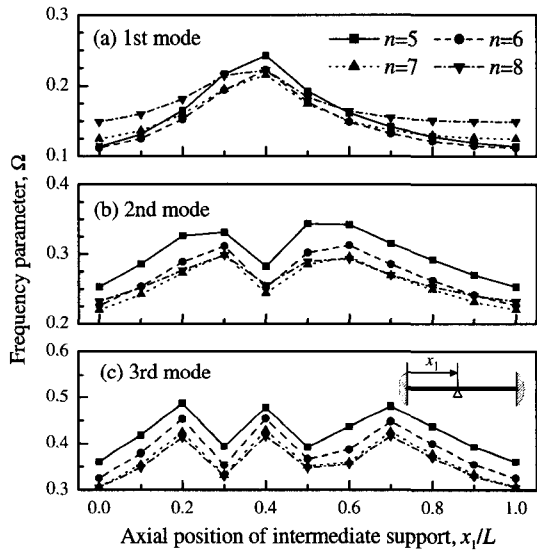 0.3
(a) 1st mode
n=5
n=6
n=7
n=8
0.2
0.1
0.4
(b) 2nd mode
0.3
0.2
0.6
(c) 3rd mode
x₁
0.5
0.4
0.3
Frequency parameter, Ω
0.0 0.2 0.4 0.6 0.8 1.0
Axial position of intermediate support, x₁/L